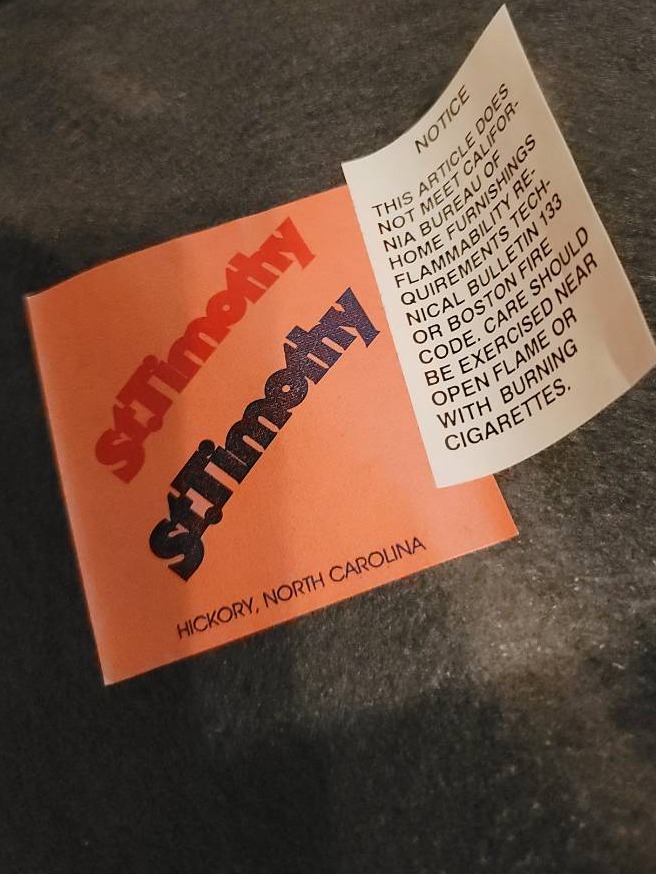 St.Timothy
St.Timothy
HICKORY, NORTH CAROLINA
NOTICE
THIS ARTICLE DOES
NOT MEET CALIFOR-
NIA BUREAU OF
HOME FURNISHINGS
FLAMMABILITY RE-
QUIREMENTS TECH-
NICAL BULLETIN 133
OR BOSTON FIRE
CODE. CARE SHOULD
BE EXERCISED NEAR
OPEN FLAME OR
WITH BURNING
CIGARETTES.